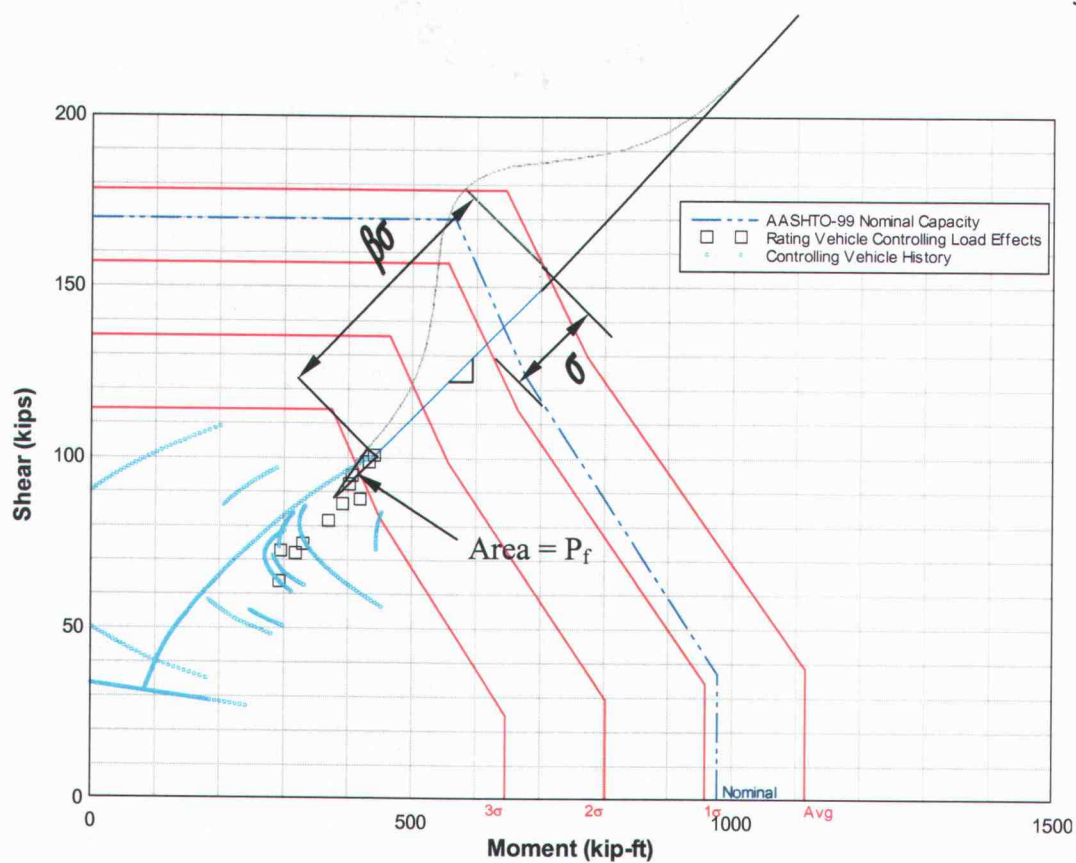 200
150
100
50
0
Shear (kips)
βσ
σ
AASHTO-99 Nominal Capacity
Rating Vehicle Controlling Load Effects
Controlling Vehicle History
Area = Pf
3σ
2σ
1σ
Nominal
Avg
0
500
1000
1500
Moment (kip-ft)